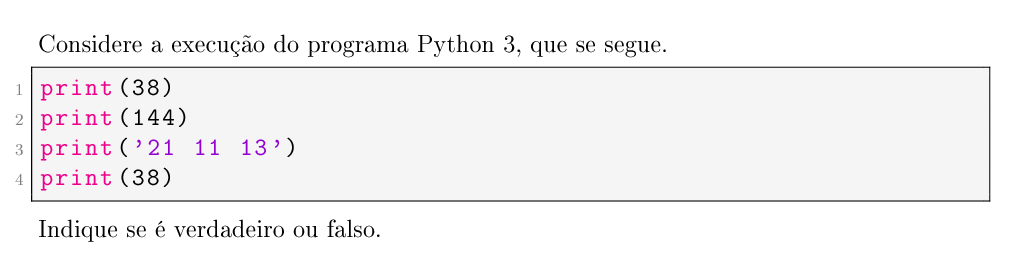 Considere a execução do programa Python 3, que se segue.
1 print(38)
2 print(144)
3 print('21 11 13')
4 print(38)
Indique se é verdadeiro ou falso.